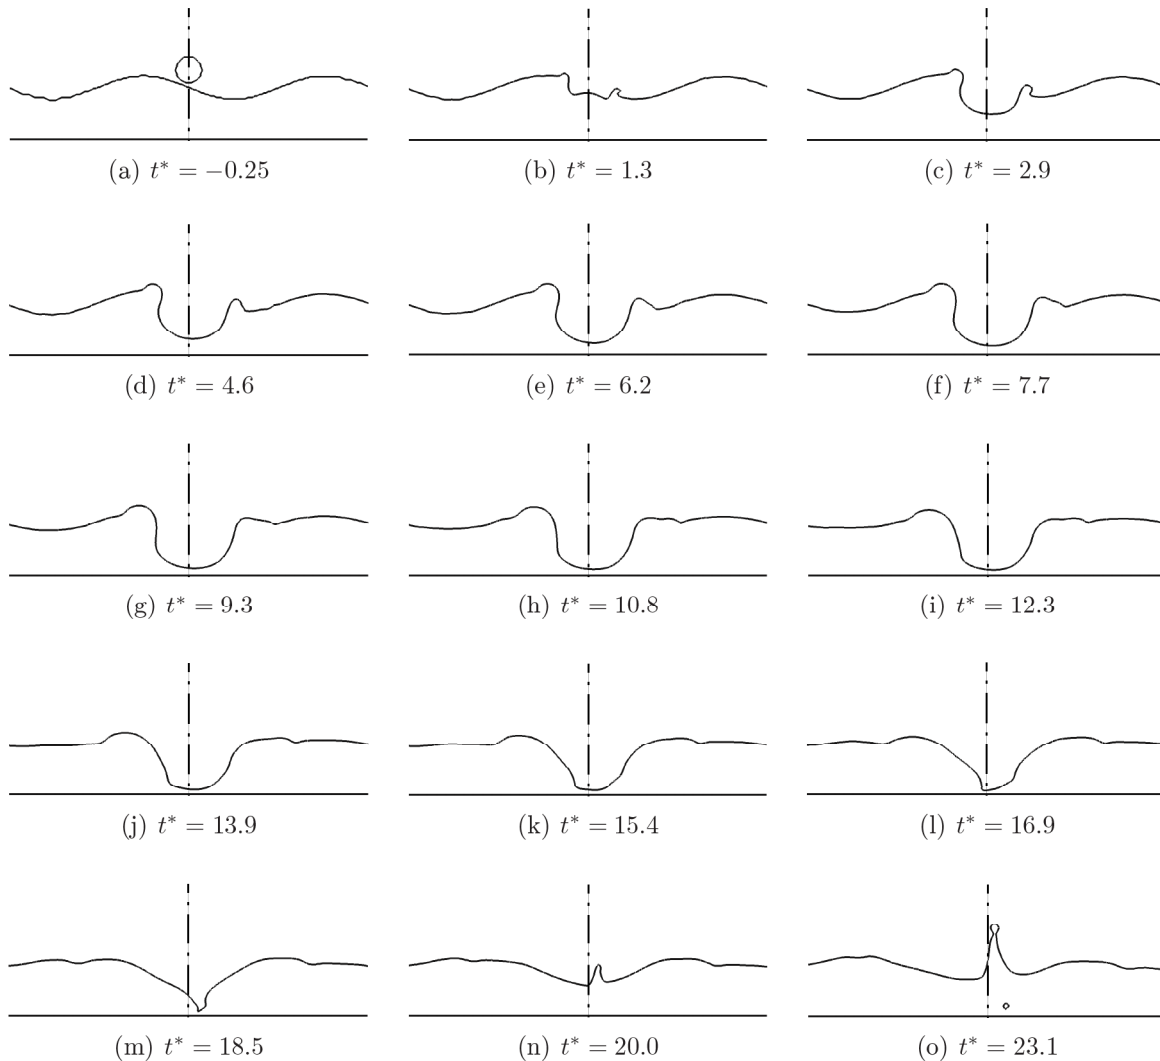 (a) t* = −0.25
(b) t* = 1.3
(c) t* = 2.9
(d) t* = 4.6
(e) t* = 6.2
(f) t* = 7.7
(g) t* = 9.3
(h) t* = 10.8
(i) t* = 12.3
(j) t* = 13.9
(k) t* = 15.4
(l) t* = 16.9
(m) t* = 18.5
(n) t* = 20.0
(o) t* = 23.1